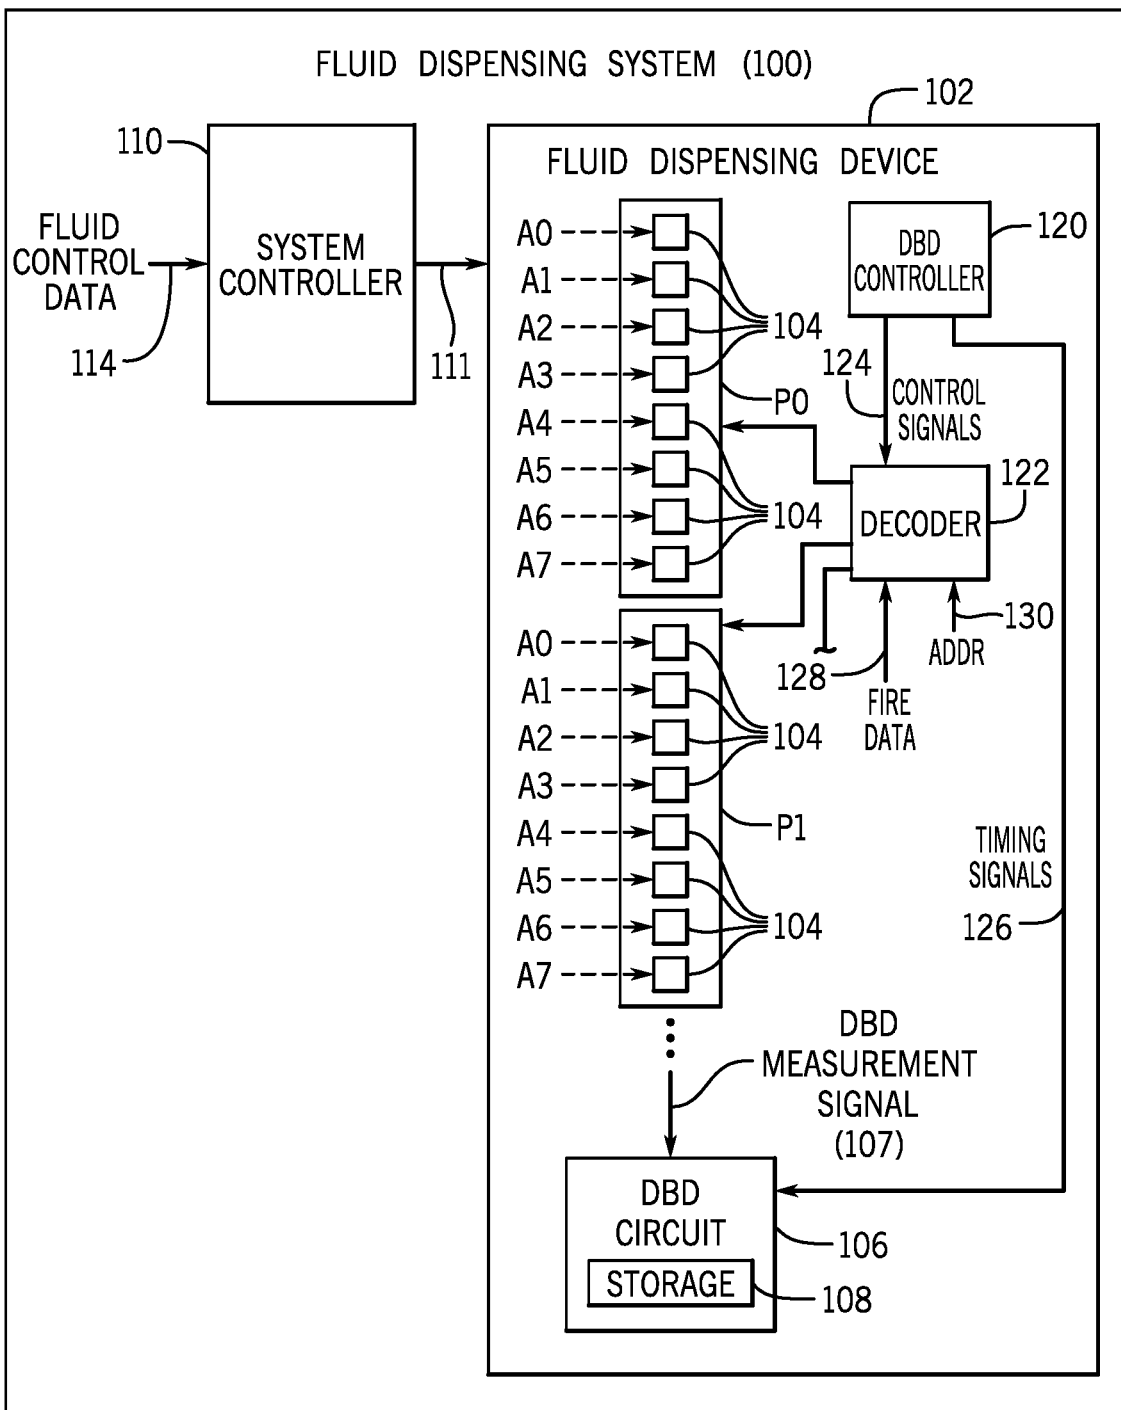 FLUID DISPENSING SYSTEM (100)
102
110
FLUID DISPENSING DEVICE
FLUID
CONTROL
DATA
SYSTEM
CONTROLLER
114
111
A0
A1
A2
A3
104
P0
A4
A5
A6
A7
104
DBD
CONTROLLER
120
124
CONTROL
SIGNALS
DECODER
122
128
FIRE
DATA
ADDR
130
A0
A1
A2
A3
104
P1
A4
A5
A6
A7
104
TIMING
SIGNALS
126
DBD
MEASUREMENT
SIGNAL
(107)
DBD
CIRCUIT
106
STORAGE
108